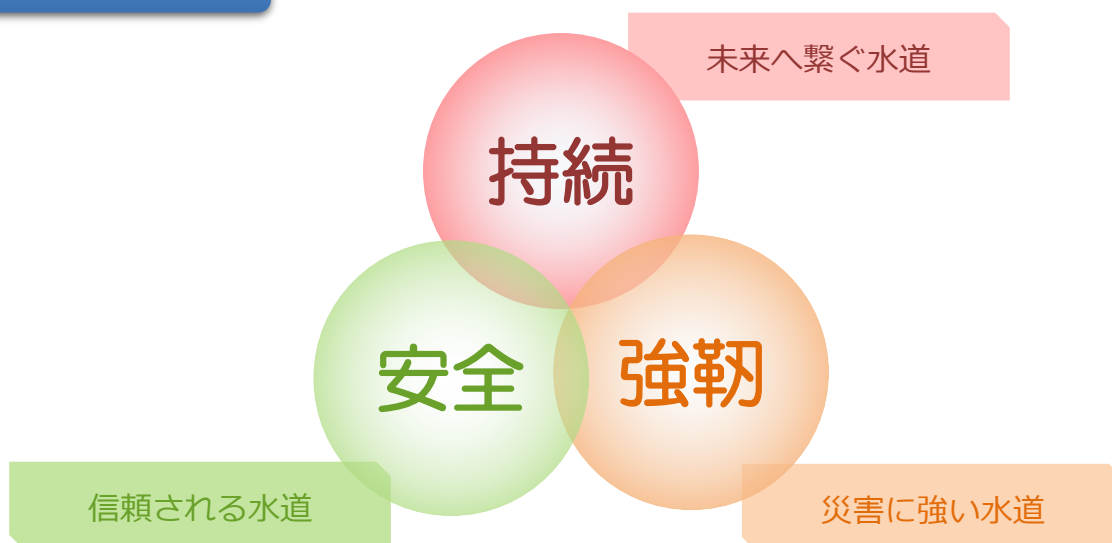 未来へ繋ぐ水道
持続
安全
強靭
信頼される水道
災害に強い水道